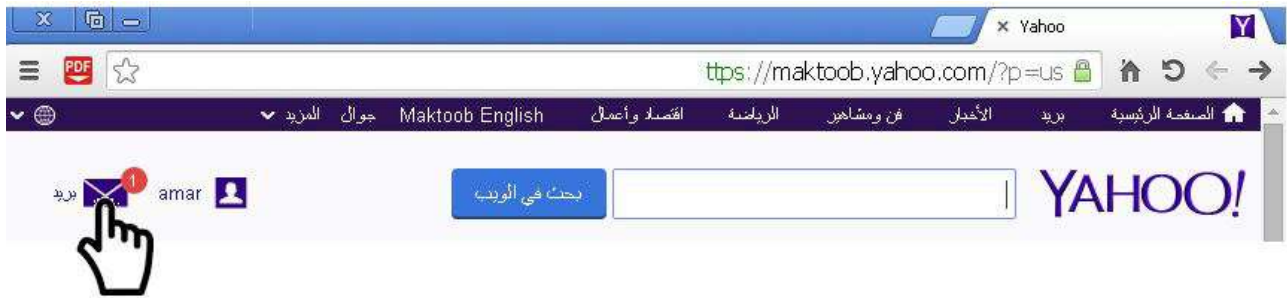 Yahoo
PDF ttps://maktoob.yahoo.com/?p=us
الصفحة الرئيسية بريد الأخبار فن ومشاهير الرياضة اقتصاد وأعمال Maktoob English جوال المزيد
YAHOO! بحث في الويب amar 1 بريد